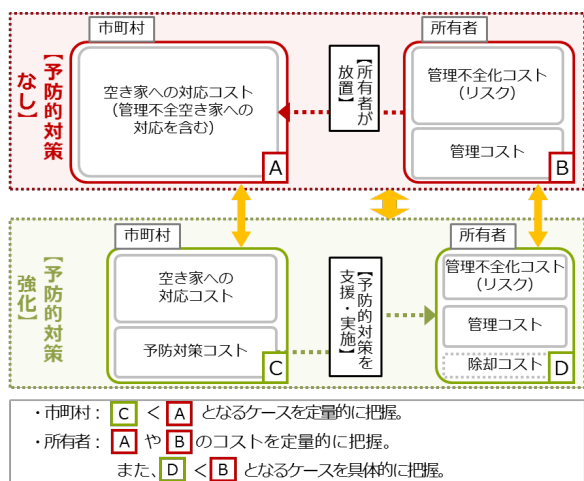 【予防的対策
なし】
市町村
空き家への対応コスト
（管理不全空き家への
対応を含む）
A
【所有者が
放置】
所有者
管理不全化コスト
（リスク）
管理コスト
B
【予防的対策
強化】
市町村
空き家への
対応コスト
予防対策コスト
C
【予防的対策を
支援・実施】
所有者
管理不全化コスト
（リスク）
管理コスト
除却コスト
D
・市町村： C ＜ A となるケースを定量的に把握。
・所有者： A や B のコストを定量的に把握。
また、 D ＜ B となるケースを具体的に把握。